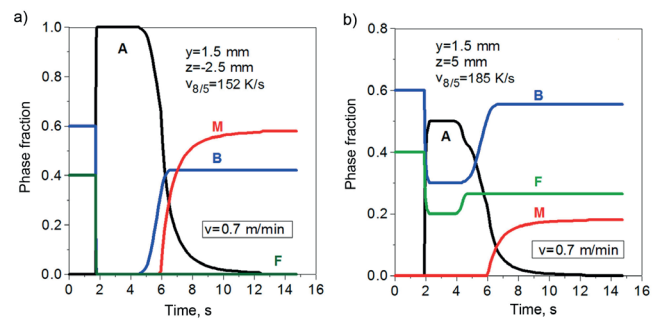 a)
Phase fraction
1.0
0.8
0.6
0.4
0.2
0.0
A
y=1.5 mm
z=-2.5 mm
v8/5=152 K/s
M
B
v=0.7 m/min
F
0 2 4 6 8 10 12 14 16
Time, s
b)
Phase fraction
0.8
0.6
0.4
0.2
0.0
y=1.5 mm
z=5 mm
v8/5=185 K/s
A
B
F
M
v=0.7 m/min
0 2 4 6 8 10 12 14 16
Time, s